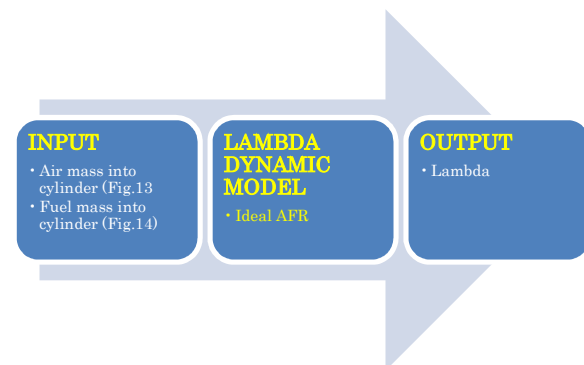 INPUT
・Air mass into
cylinder (Fig.13
・Fuel mass into
cylinder (Fig.14)
LAMBDA
DYNAMIC
MODEL
・Ideal AFR
OUTPUT
・Lambda